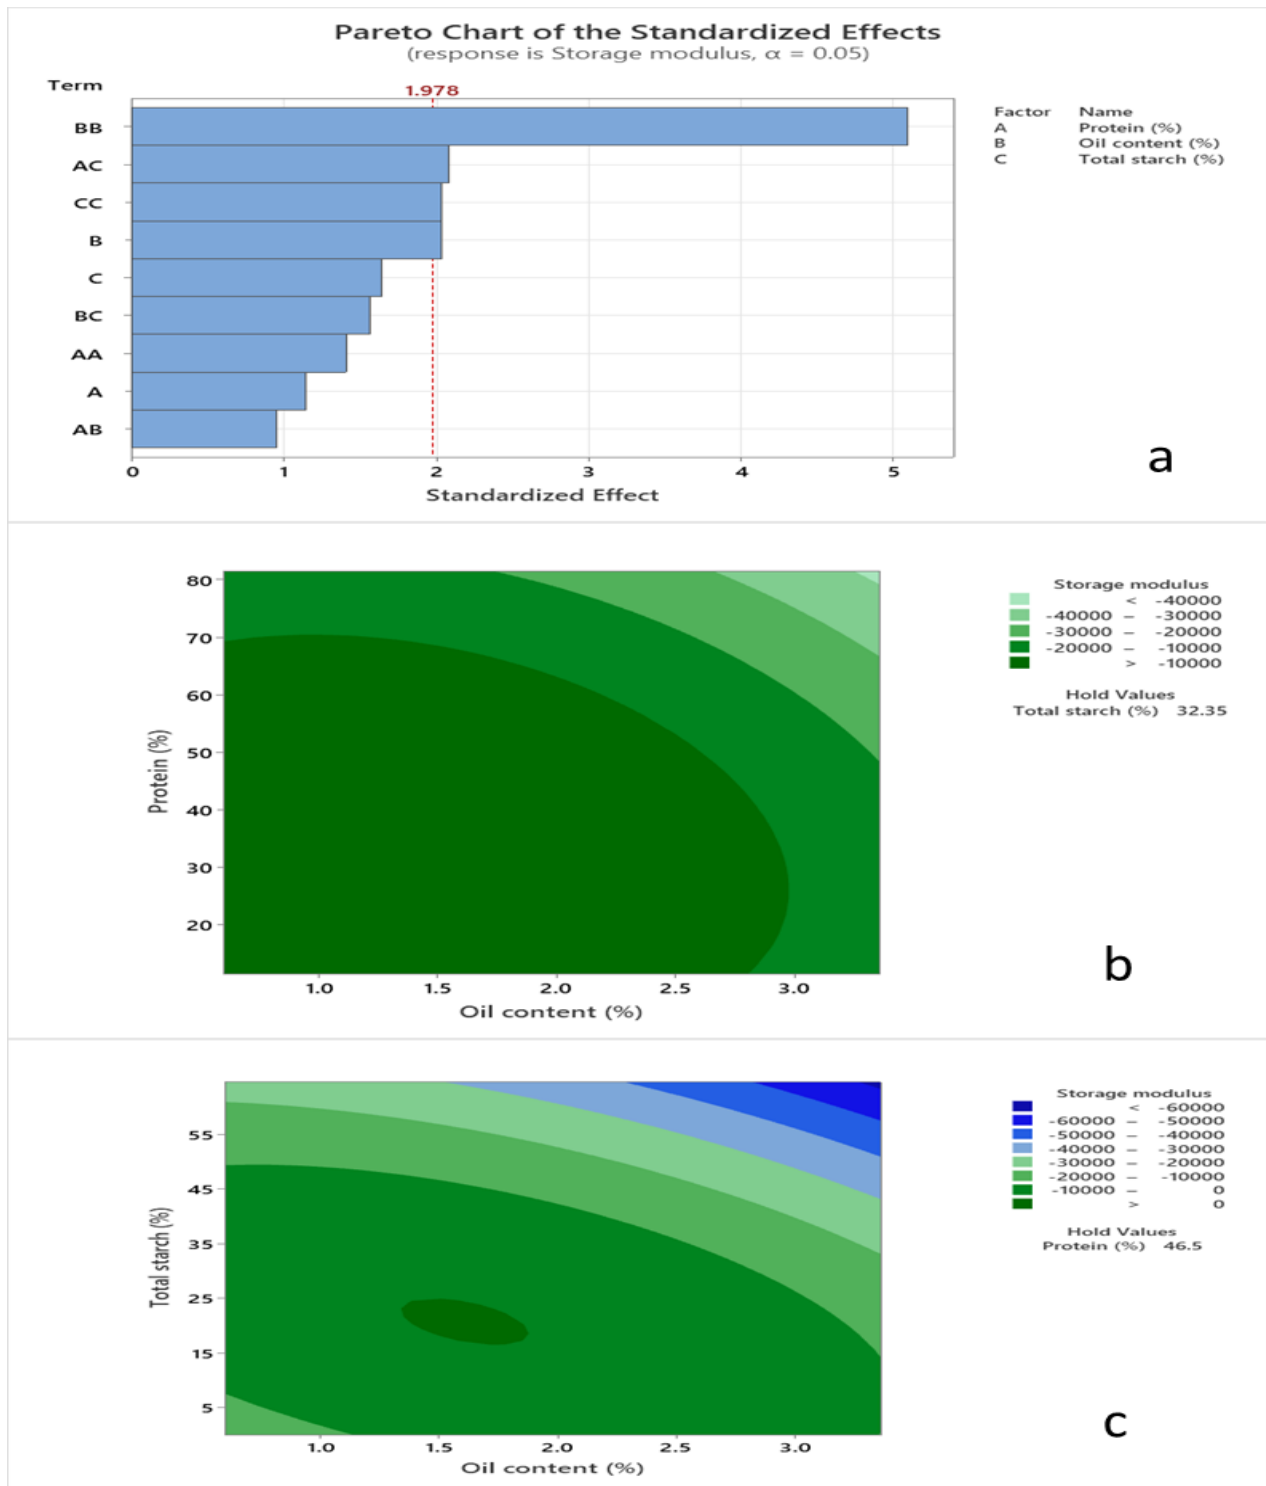 Pareto Chart of the Standardized Effects
(response is Storage modulus, α = 0.05)
Term
1.978
BB
AC
CC
B
C
BC
AA
A
AB
0 1 2 3 4 5
Standardized Effect
Factor Name
A Protein (%)
B Oil content (%)
C Total starch (%)
a
80
70
60
50
40
30
20
Protein (%)
1.0 1.5 2.0 2.5 3.0
Oil content (%)
Storage modulus
< -40000
-40000 – -30000
-30000 – -20000
-20000 – -10000
> -10000
Hold Values
Total starch (%) 32.35
b
55
45
35
25
15
5
Total starch (%)
1.0 1.5 2.0 2.5 3.0
Oil content (%)
Storage modulus
< -60000
-60000 – -50000
-50000 – -40000
-40000 – -30000
-30000 – -20000
-20000 – -10000
-10000 – 0
> 0
Hold Values
Protein (%) 46.5
c